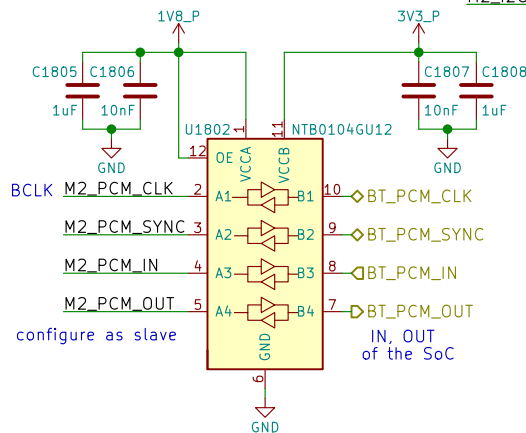 1V8_P
3V3_P
C1805
C1806
C1807
C1808
1uF
10nF
10nF
1uF
GND
GND
U1802
NTB0104GU12
1
11
VCCA
VCCB
12
OE
BCLK
M2_PCM_CLK
2
A1
B1
10
BT_PCM_CLK
M2_PCM_SYNC
3
A2
B2
9
BT_PCM_SYNC
M2_PCM_IN
4
A3
B3
8
BT_PCM_IN
M2_PCM_OUT
5
A4
B4
7
BT_PCM_OUT
configure as slave
IN, OUT
of the SoC
GND
6
GND